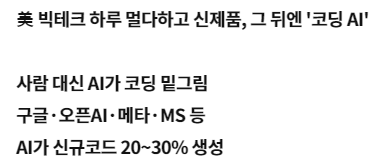 美 빅테크 하루 멀다하고 신제품, 그 뒤엔 '코딩 AI'
사람 대신 AI가 코딩 밑그림
구글·오픈AI·메타·MS 등
AI가 신규코드 20~30% 생성